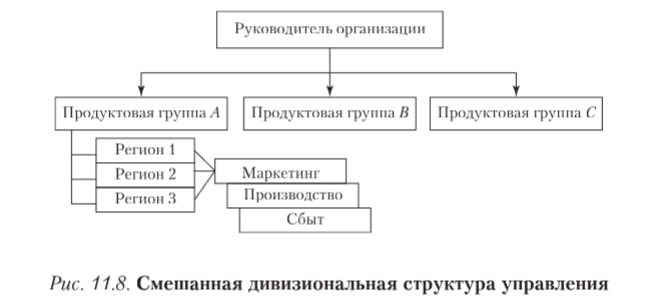 Руководитель организации
Продуктовая группа A
Продуктовая группа B
Продуктовая группа C
Регион 1
Регион 2
Регион 3
Маркетинг
Производство
Сбыт
Рис. 11.8. Смешанная дивизиональная структура управления